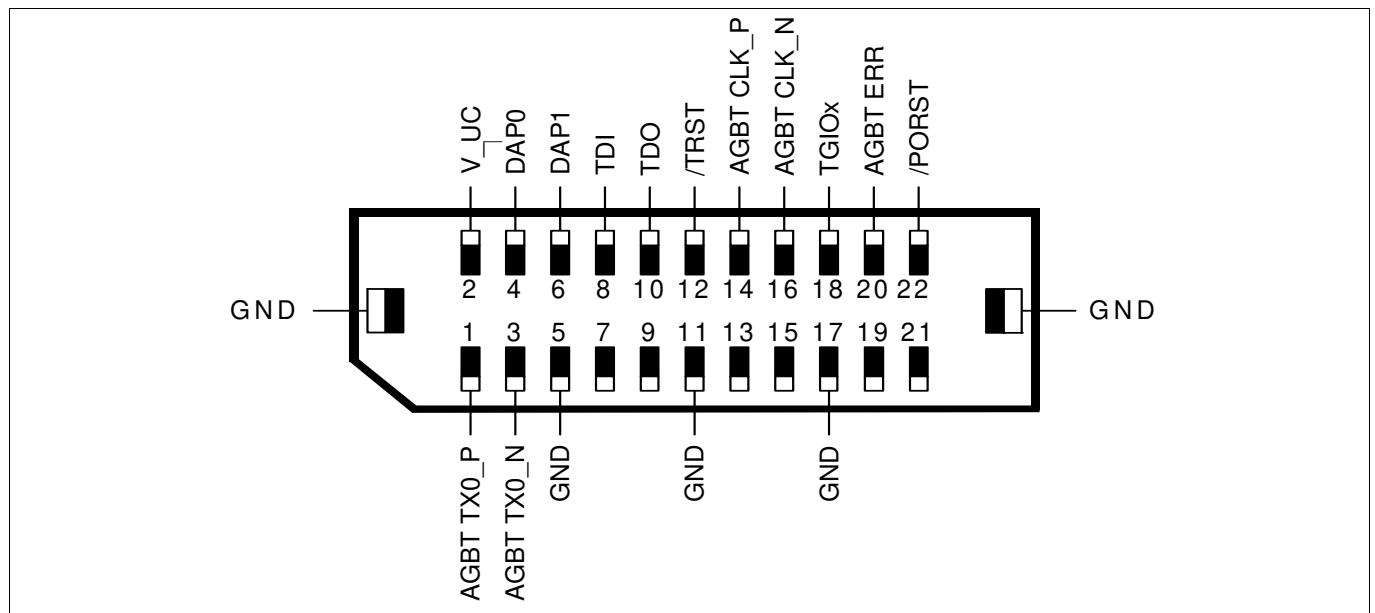 V_UC
DAP0
DAP1
TDI
TDO
/TRST
AGBT CLK_P
AGBT CLK_N
TGIOx
AGBT ERR
/PORST
2 4 6 8 10 12 14 16 18 20 22
GND
GND
1 3 5 7 9 11 13 15 17 19 21
AGBT TX0_P
AGBT TX0_N
GND
GND
GND